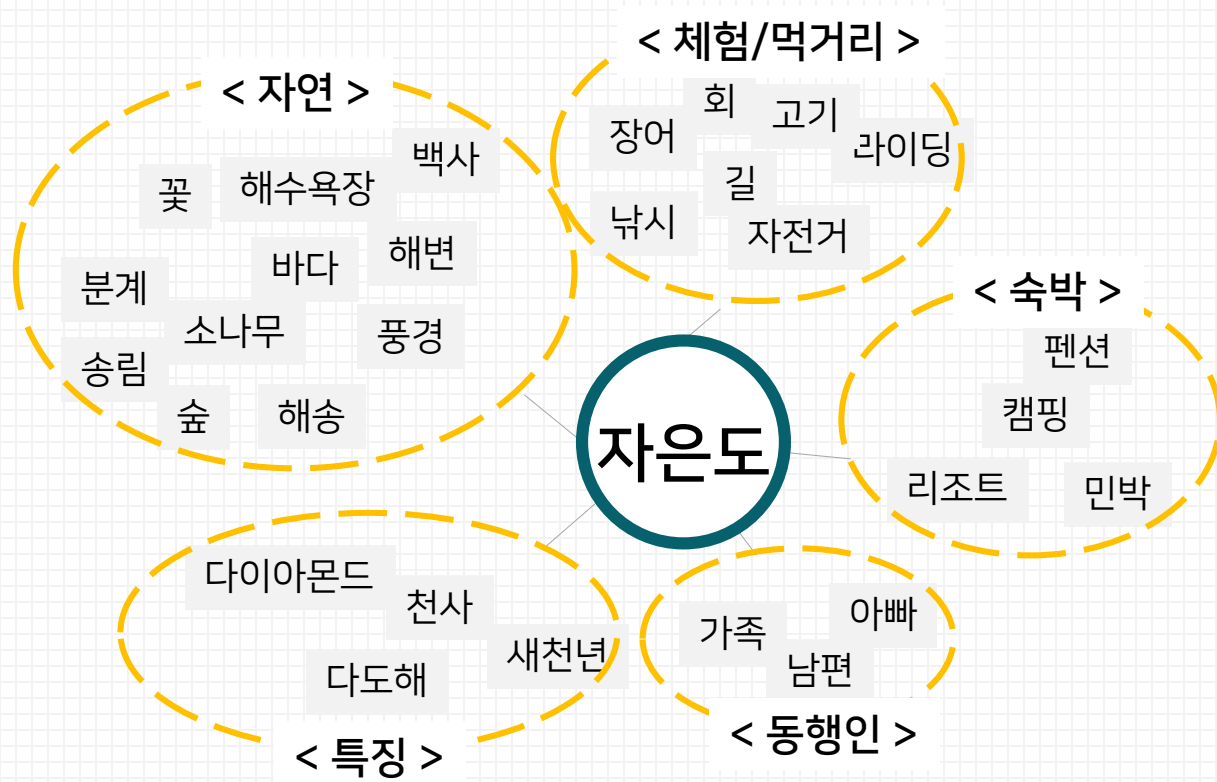 < 체험/먹거리 >
회
고기
장어
라이딩
길
낚시
자전거
< 자연 >
백사
꽃
해수욕장
바다
해변
분계
소나무
풍경
송림
숲
해송
< 숙박 >
펜션
캠핑
리조트
민박
자은도
다이아몬드
천사
새천년
다도해
< 특징 >
가족
아빠
남편
< 동행인 >